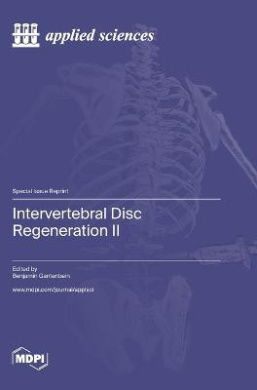 applied sciences
Special Issue Reprint
Intervertebral Disc
Regeneration II
Edited by
Benjamin Gantenbein
www.mdpi.com/journal/applsci
MDPI